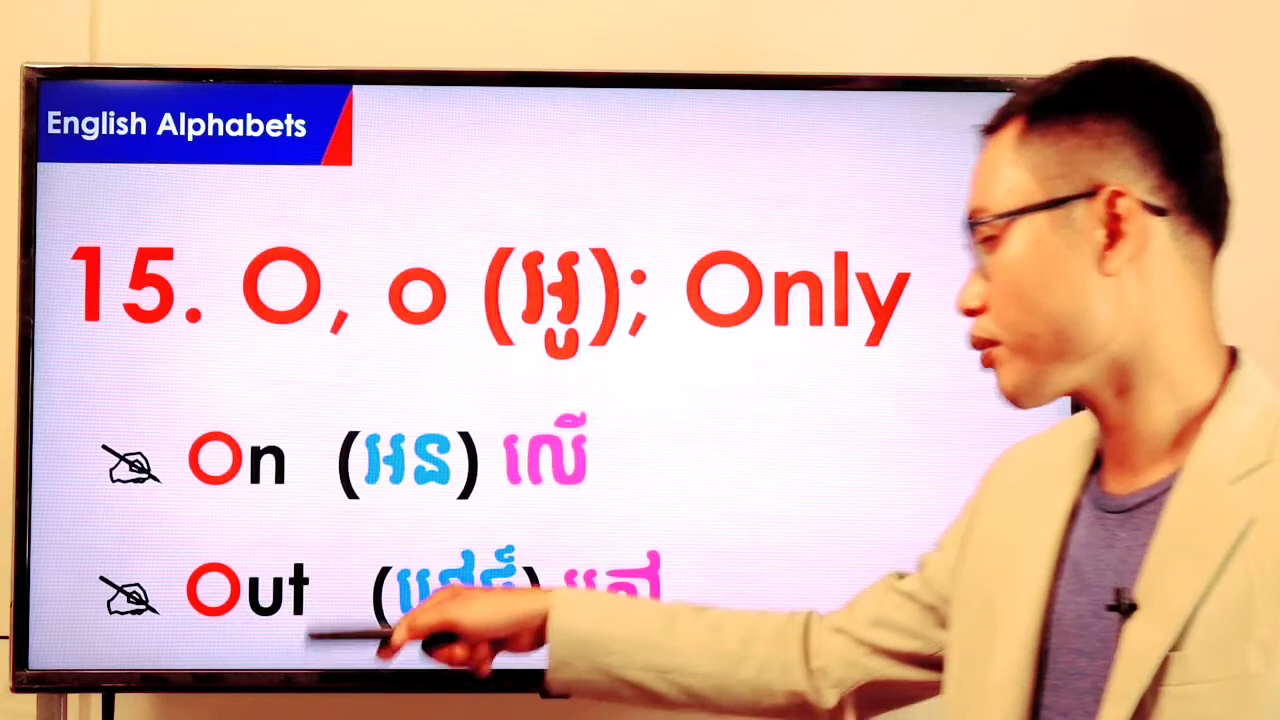 English Alphabets
15. O, o (អូ); Only
On (អន) លើ
Out